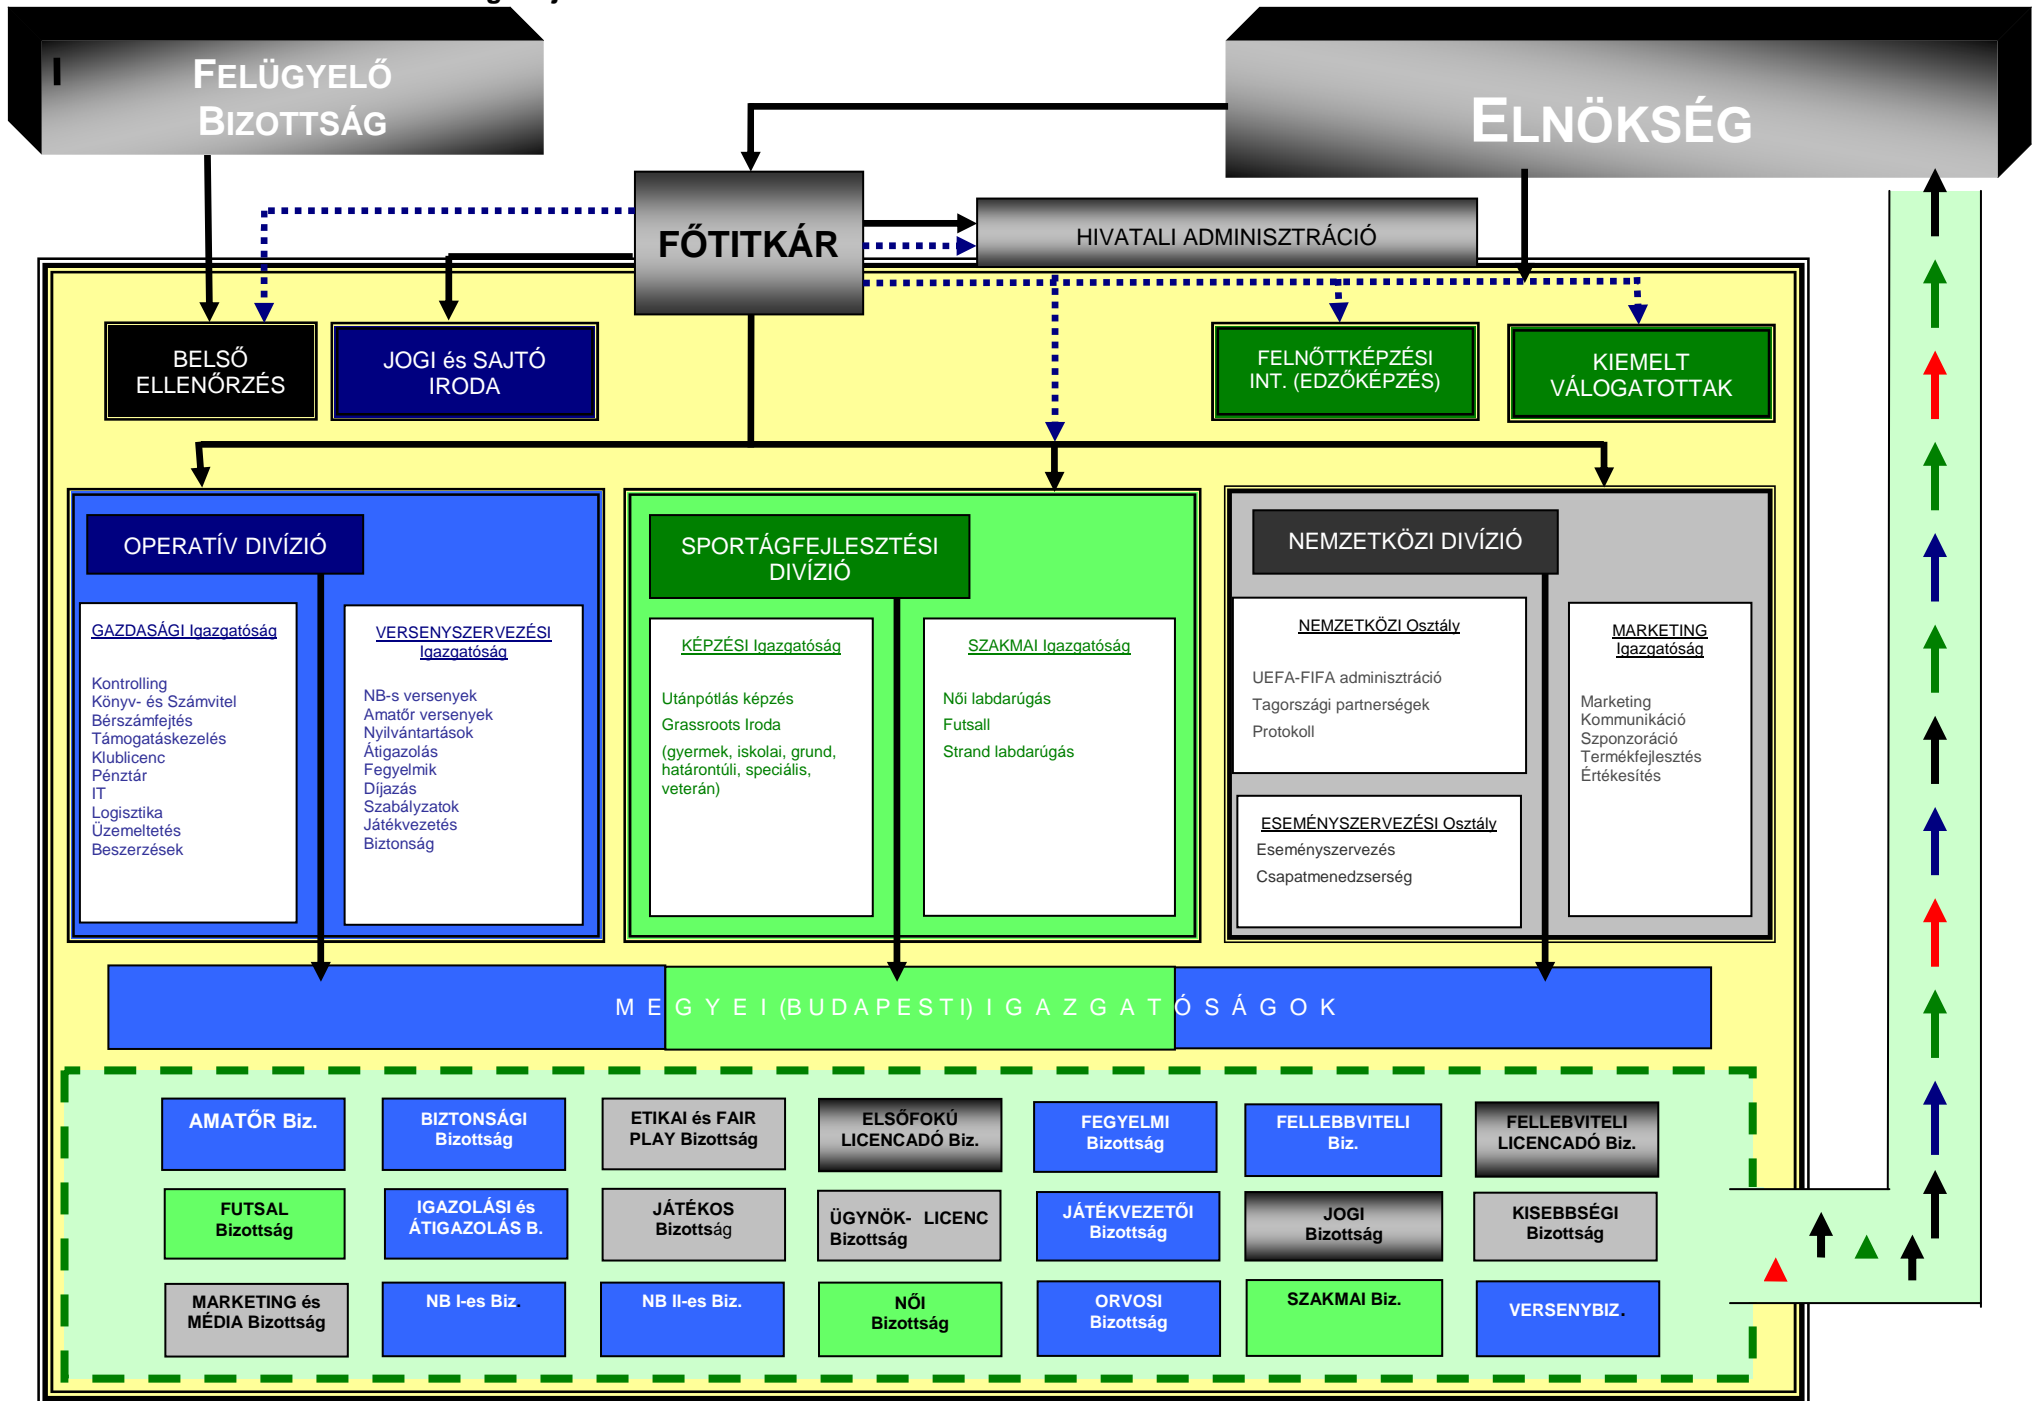 I
FELÜGYELŐ
BIZOTTSÁG
ELNÖKSÉG
FŐTITKÁR
HIVATALI ADMINISZTRÁCIÓ
BELSŐ
ELLENŐRZÉS
JOGI és SAJTÓ
IRODA
FELNŐTTKÉPZÉSI
INT. (EDZŐKÉPZÉS)
KIEMELT
VÁLOGATOTTAK
OPERATÍV DIVÍZIÓ
GAZDASÁGI Igazgatóság
Kontrolling
Könyv- és Számvitel
Bérszámfejtés
Támogatáskezelés
Klublicenc
Pénztár
IT
Logisztika
Üzemeltetés
Beszerzések
VERSENYSZERVEZÉSI
Igazgatóság
NB-s versenyek
Amatőr versenyek
Nyilvántartások
Átigazolás
Fegyelmik
Díjazás
Szabályzatok
Játékvezetés
Biztonság
SPORTÁGFEJLESZTÉSI
DIVÍZIÓ
KÉPZÉSI Igazgatóság
Utánpótlás képzés
Grassroots Iroda
(gyermek, iskolai, grund,
határontúli, speciális,
veterán)
SZAKMAI Igazgatóság
Női labdarúgás
Futsall
Strand labdarúgás
NEMZETKÖZI DIVÍZIÓ
NEMZETKÖZI Osztály
UEFA-FIFA adminisztráció
Tagországi partnerségek
Protokoll
ESEMÉNYSZERVEZÉSI Osztály
Eseményszervezés
Csapatmenedzserség
MARKETING
Igazgatóság
Marketing
Kommunikáció
Szponzoráció
Termékfejlesztés
Értékesítés
M E G Y E I (B U D A P E S T I) I G A Z G A T Ó S Á G O K
AMATŐR Biz.
BIZTONSÁGI
Bizottság
ETIKAI és FAIR
PLAY Bizottság
ELSŐFOKÚ
LICENCADÓ Biz.
FEGYELMI
Bizottság
FELLEBBVITELI
Biz.
FELLEBVITELI
LICENCADÓ Biz.
FUTSAL
Bizottság
IGAZOLÁSI és
ÁTIGAZOLÁS B.
JÁTÉKOS
Bizottság
ÜGYNÖK- LICENC
Bizottság
JÁTÉKVEZETŐI
Bizottság
JOGI
Bizottság
KISEBBSÉGI
Bizottság
MARKETING és
MÉDIA Bizottság
NB I-es Biz.
NB II-es Biz.
NŐI
Bizottság
ORVOSI
Bizottság
SZAKMAI Biz.
VERSENYBIZ.